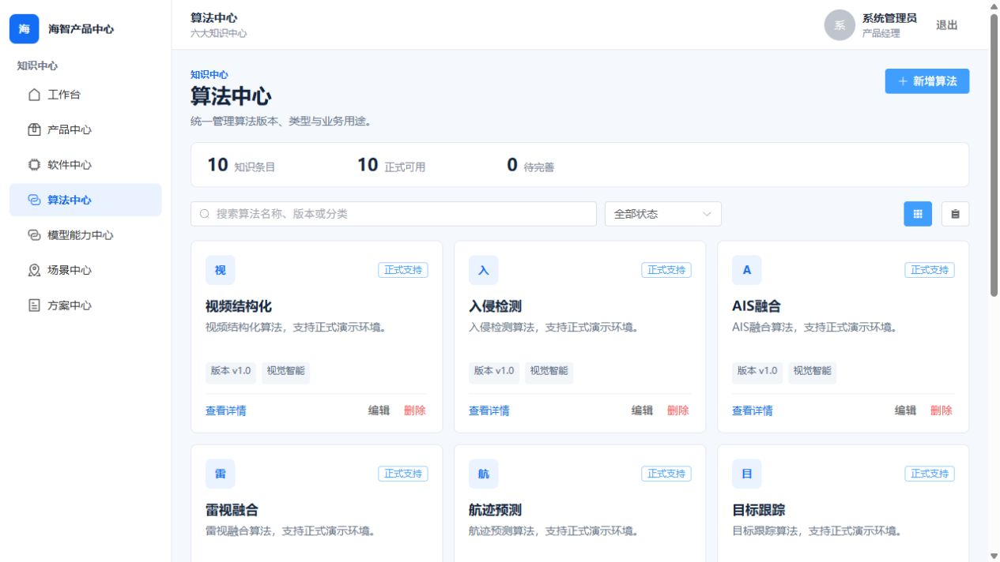 海 海智产品中心
知识中心
工作台
产品中心
软件中心
算法中心
模型能力中心
场景中心
方案中心
算法中心
六大知识中心
系 系统管理员
产品经理
退出
知识中心
算法中心
统一管理算法版本、类型与业务用途。
+ 新增算法
10 知识条目 10 正式可用 0 待完善
搜索算法名称、版本或分类 全部状态
视 正式支持
视频结构化
视频结构化算法，支持正式演示环境。
版本 v1.0 视觉智能
查看详情 编辑 删除
入 正式支持
入侵检测
入侵检测算法，支持正式演示环境。
版本 v1.0 视觉智能
查看详情 编辑 删除
A 正式支持
AIS融合
AIS融合算法，支持正式演示环境。
版本 v1.0 视觉智能
查看详情 编辑 删除
雷 正式支持
雷视融合
雷视融合算法，支持正式演示环境。
航 正式支持
航迹预测
航迹预测算法，支持正式演示环境。
目 正式支持
目标跟踪
目标跟踪算法，支持正式演示环境。